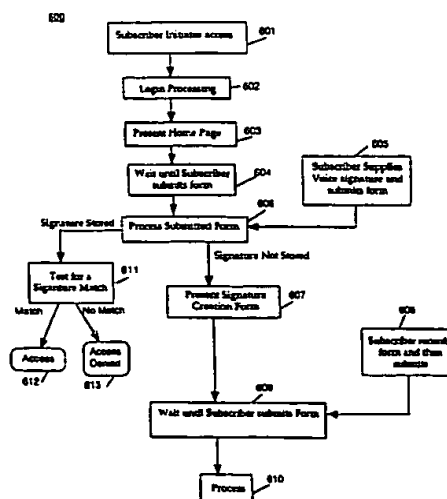 600
Subscriber Initiates access
601
Login Processing
602
Present Home Page
603
Wait until Subscriber
submits form
604
605
Subscriber Supplies
Voice signature and
submits form
606
Process Submitted Form
Signature Stored
Signature Not Stored
611
Test for a
Signature Match
Match
No Match
Present Signature
Creation Form
607
Access
612
Access
Denied
613
608
Subscriber records
form and then
submits
609
Wait until Subscriber submits Form
Process
610